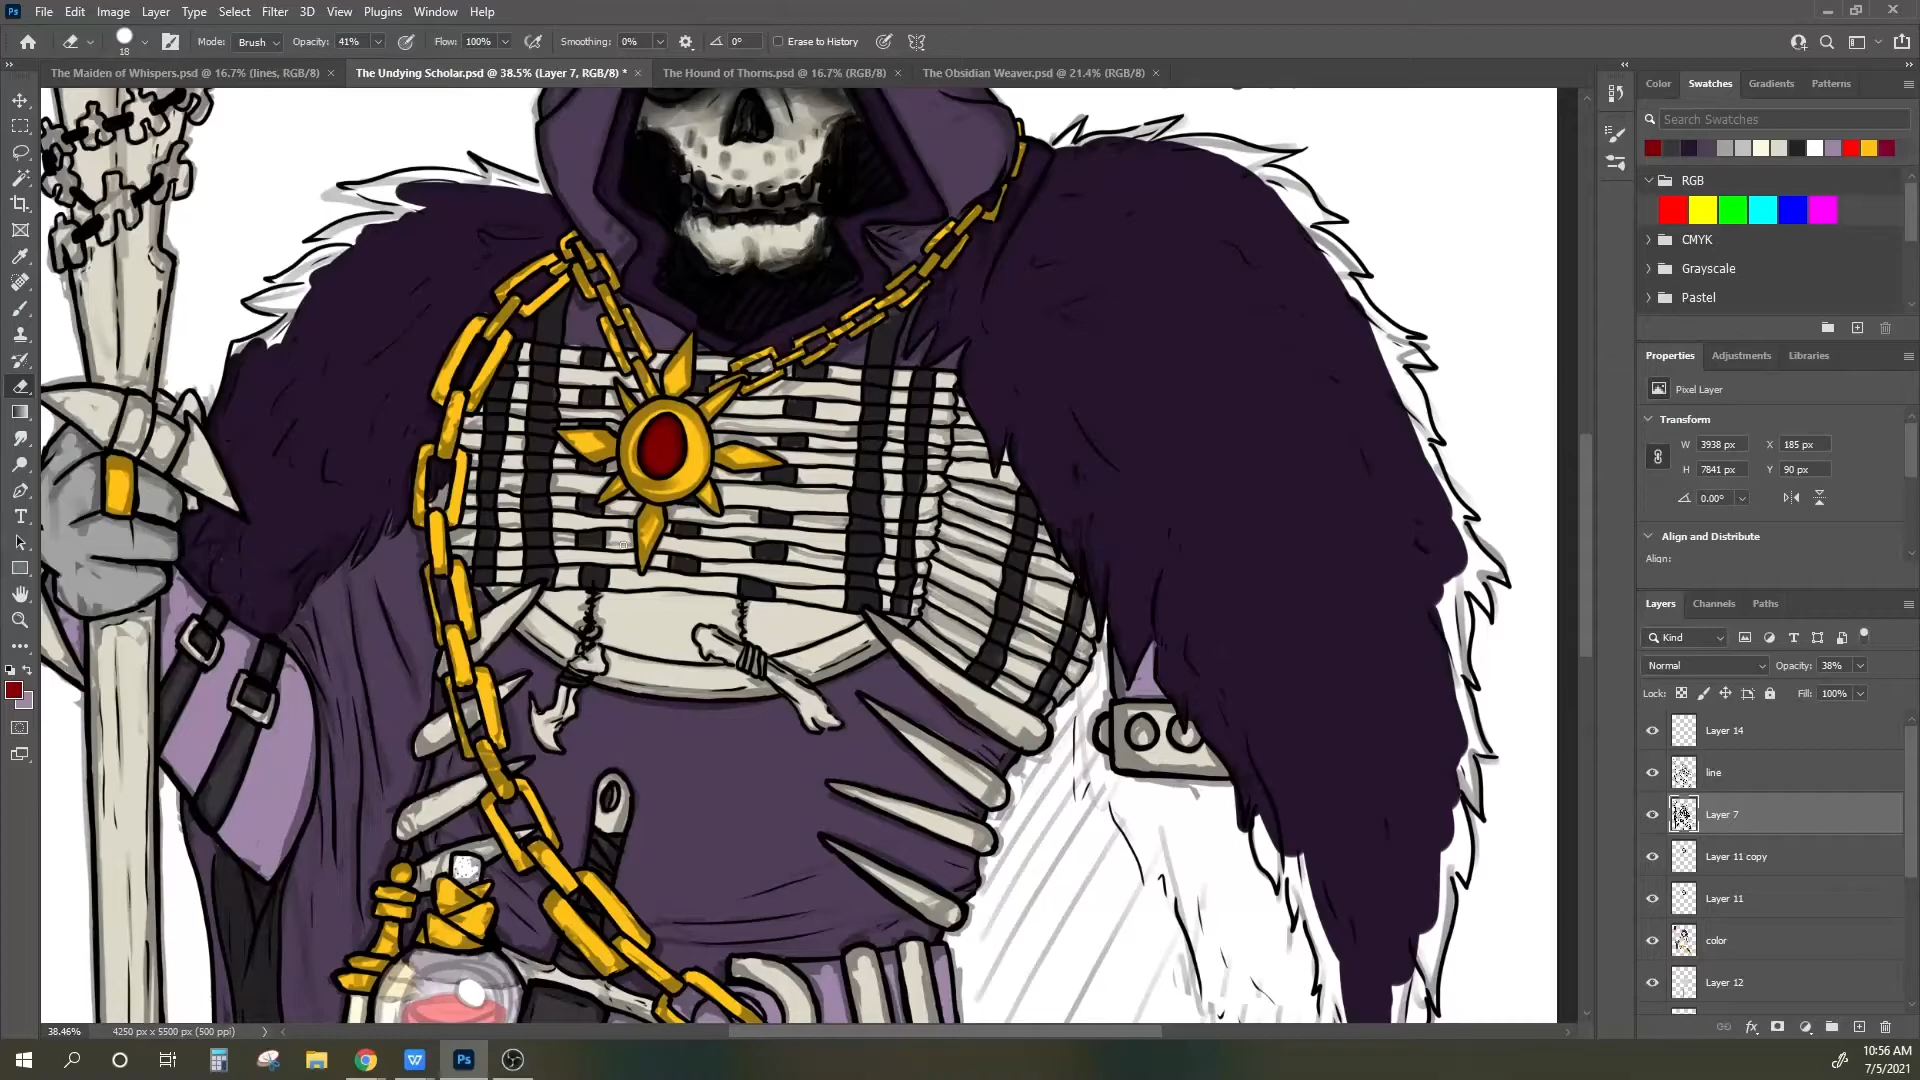 Ps File Edit Image Layer Type Select Filter 3D View Plugins Window Help
18 Mode: Brush Opacity: 41% Flow: 100% Smoothing: 0% 0° Erase to History
The Maiden of Whispers.psd @ 16.7% (lines, RGB/8) The Undying Scholar.psd @ 38.5% (Layer 7, RGB/8) * The Hound of Thorns.psd @ 16.7% (RGB/8) The Obsidian Weaver.psd @ 21.4% (RGB/8)
Color Swatches Gradients Patterns
Search Swatches
RGB
CMYK
Grayscale
Pastel
Properties Adjustments Libraries
Pixel Layer
Transform
W 3938 px X 185 px
H 7841 px Y 90 px
0.00°
Align and Distribute
Align:
Layers Channels Paths
Kind
Normal Opacity: 38%
Lock: Fill: 100%
Layer 14
line
Layer 7
Layer 11 copy
Layer 11
color
Layer 12
fx
38.46% 4250 px x 5500 px (500 ppi)
Ps
10:56 AM
7/5/2021